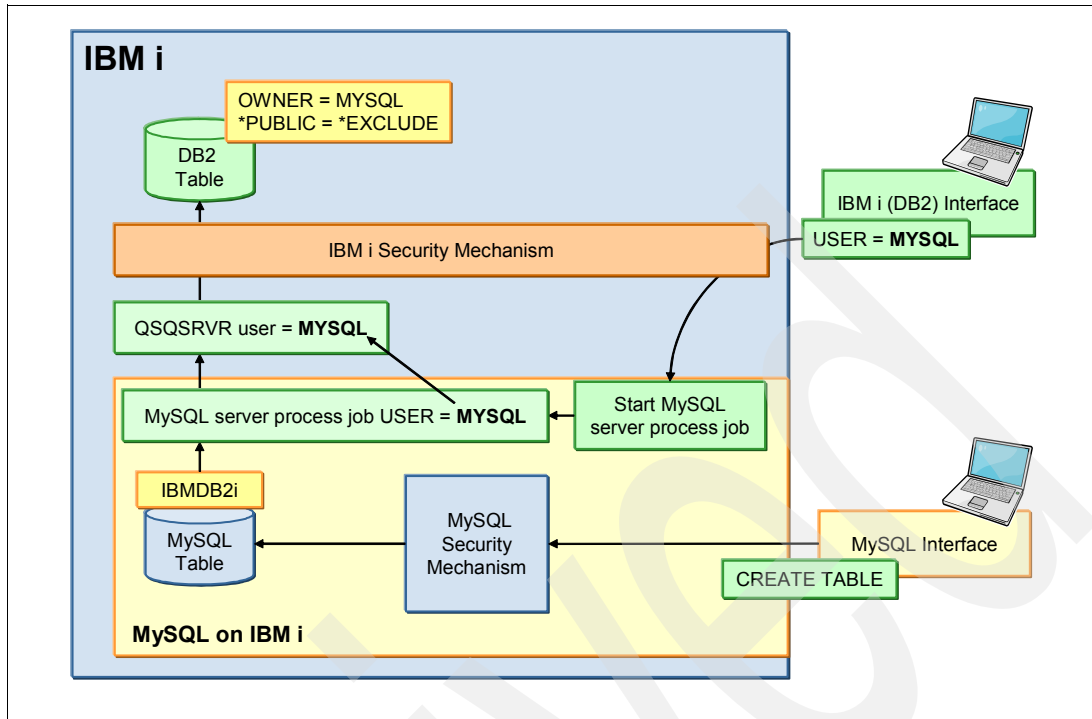 IBM i
OWNER = MYSQL
*PUBLIC = *EXCLUDE
DB2
Table
IBM i (DB2) Interface
USER = MYSQL
IBM i Security Mechanism
QSQSRVR user = MYSQL
MySQL server process job USER = MYSQL
Start MySQL
server process job
IBMDB2i
MySQL
Table
MySQL
Security
Mechanism
MySQL Interface
CREATE TABLE
MySQL on IBM i